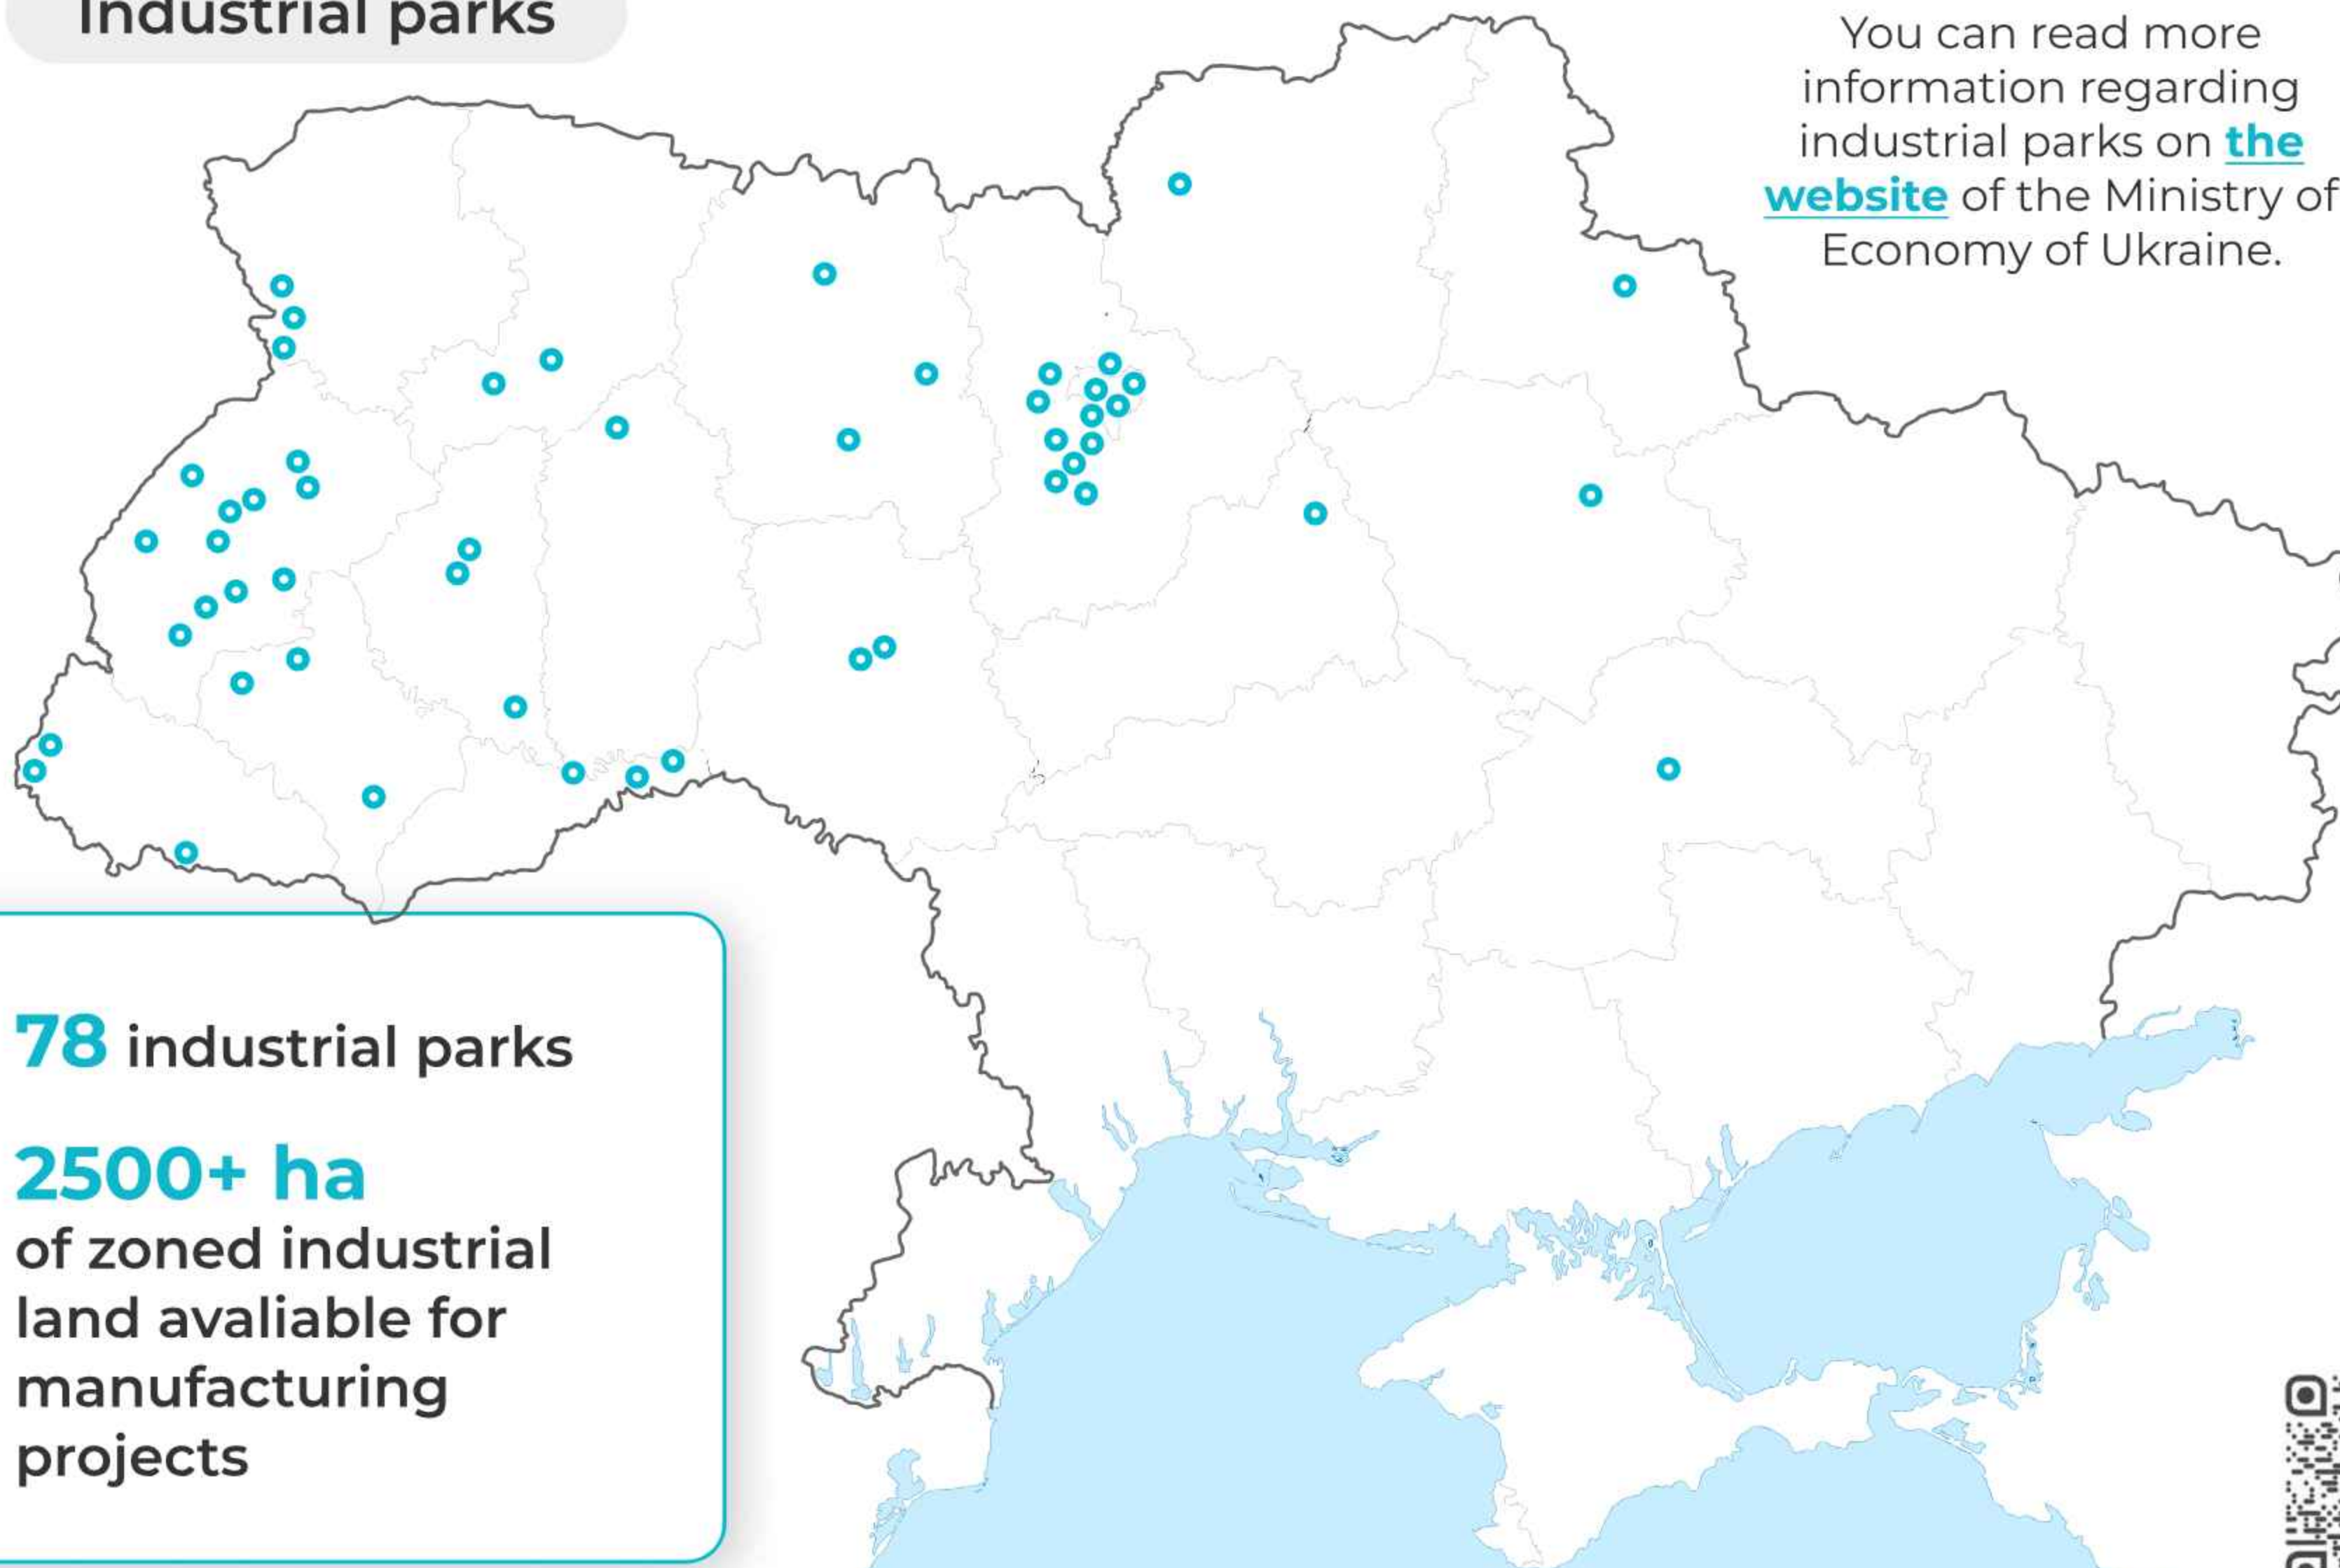 Industrial parks
You can read more
information regarding
industrial parks on the
website of the Ministry of
Economy of Ukraine.
78 industrial parks
2500+ ha
of zoned industrial
land avaliable for
manufacturing
projects